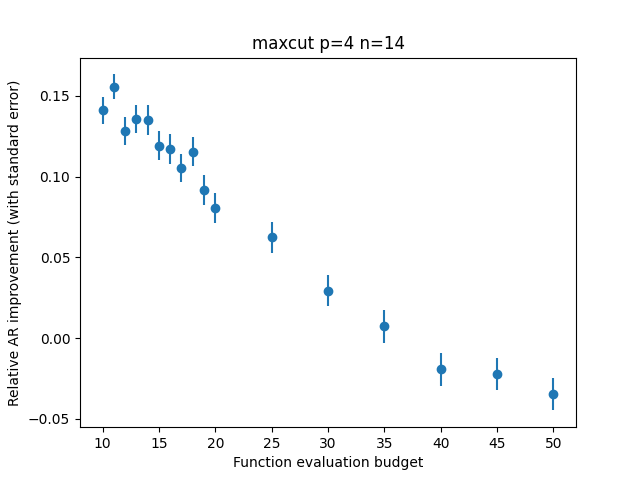 maxcut p=4 n=14
Relative AR improvement (with standard error)
0.15
0.10
0.05
0.00
−0.05
10 15 20 25 30 35 40 45 50
Function evaluation budget